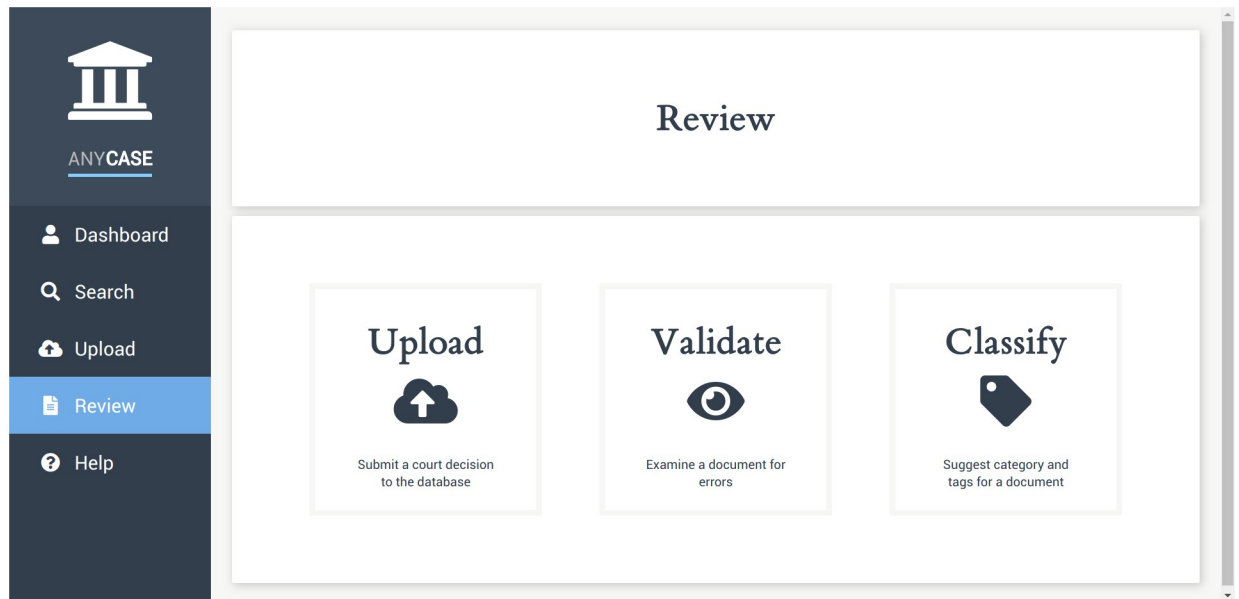 ANYCASE
Dashboard
Search
Upload
Review
Help
Review
Upload
Submit a court decision
to the database
Validate
Examine a document for
errors
Classify
Suggest category and
tags for a document